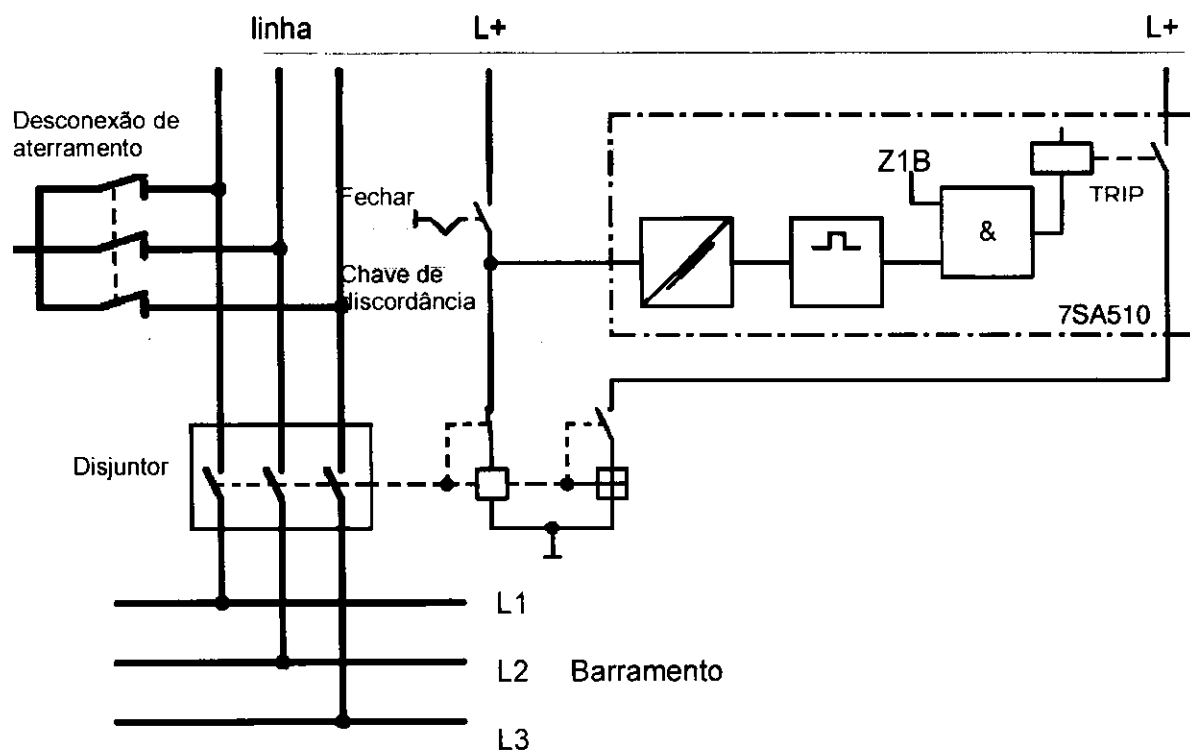 linha
L+
L+
Desconexão de
aterramento
Fechar
Z1B
TRIP
&
Chave de
discordância
7SA510
Disjuntor
L1
L2
Barramento
L3